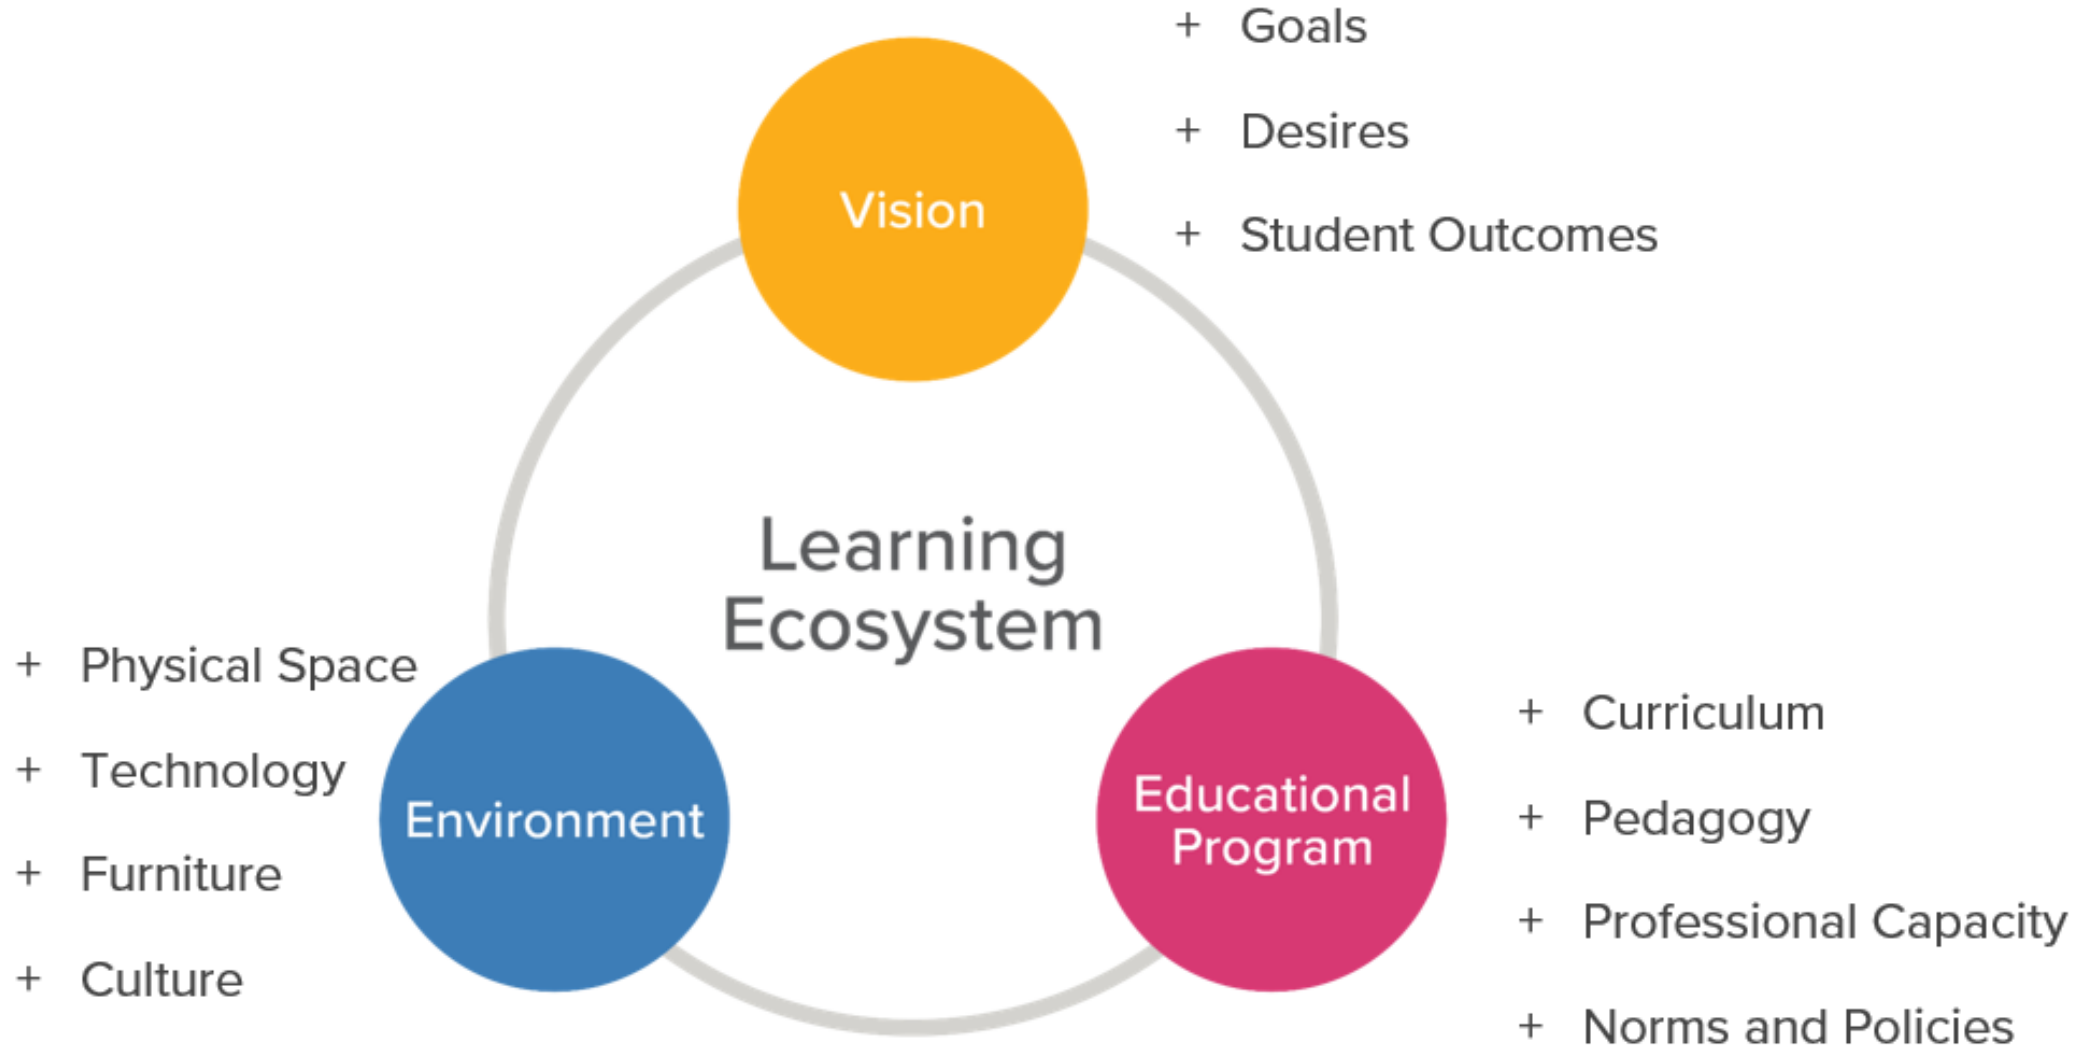 + Goals
+ Desires
+ Student Outcomes
Vision
Learning
Ecosystem
+ Physical Space
+ Technology
+ Furniture
+ Culture
Environment
Educational
Program
+ Curriculum
+ Pedagogy
+ Professional Capacity
+ Norms and Policies